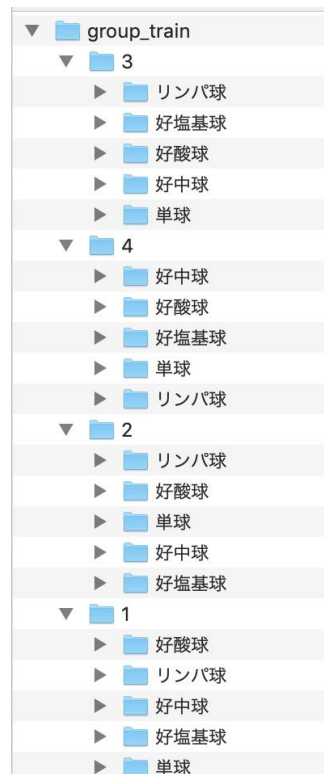 group_train
3
リンパ球
好塩基球
好酸球
好中球
単球
4
好中球
好酸球
好塩基球
単球
リンパ球
2
リンパ球
好酸球
単球
好中球
好塩基球
1
好酸球
リンパ球
好中球
好塩基球
単球